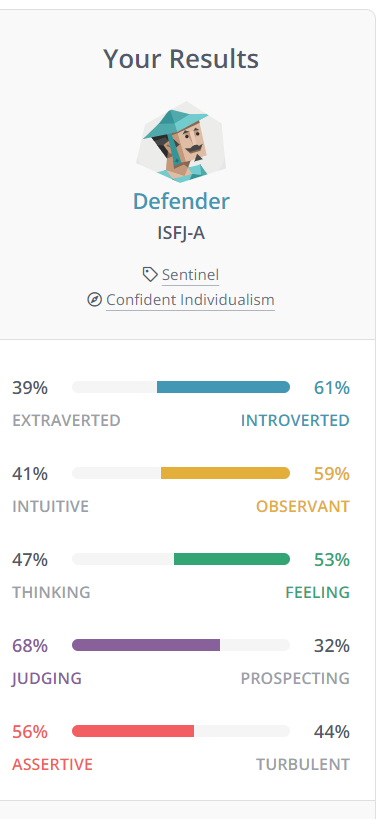 Your Results
Defender
ISFJ-A
Sentinel
Confident Individualism
39% 61%
EXTRAVERTED INTROVERTED
41% 59%
INTUITIVE OBSERVANT
47% 53%
THINKING FEELING
68% 32%
JUDGING PROSPECTING
56% 44%
ASSERTIVE TURBULENT